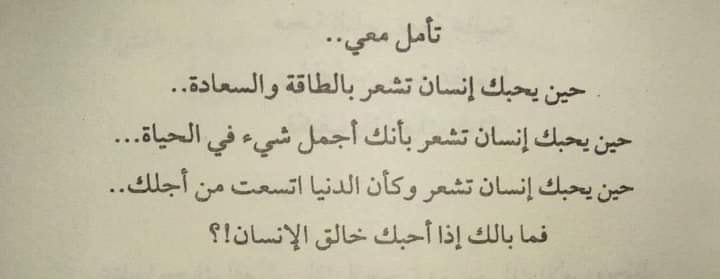 تأمل معي..
حين يحبك إنسان تشعر بالطاقة والسعادة..
حين يحبك إنسان تشعر بأنك أجمل شيء في الحياة...
حين يحبك إنسان تشعر وكأن الدنيا اتسعت من أجلك..
فما بالك إذا أحبك خالق الإنسان!؟